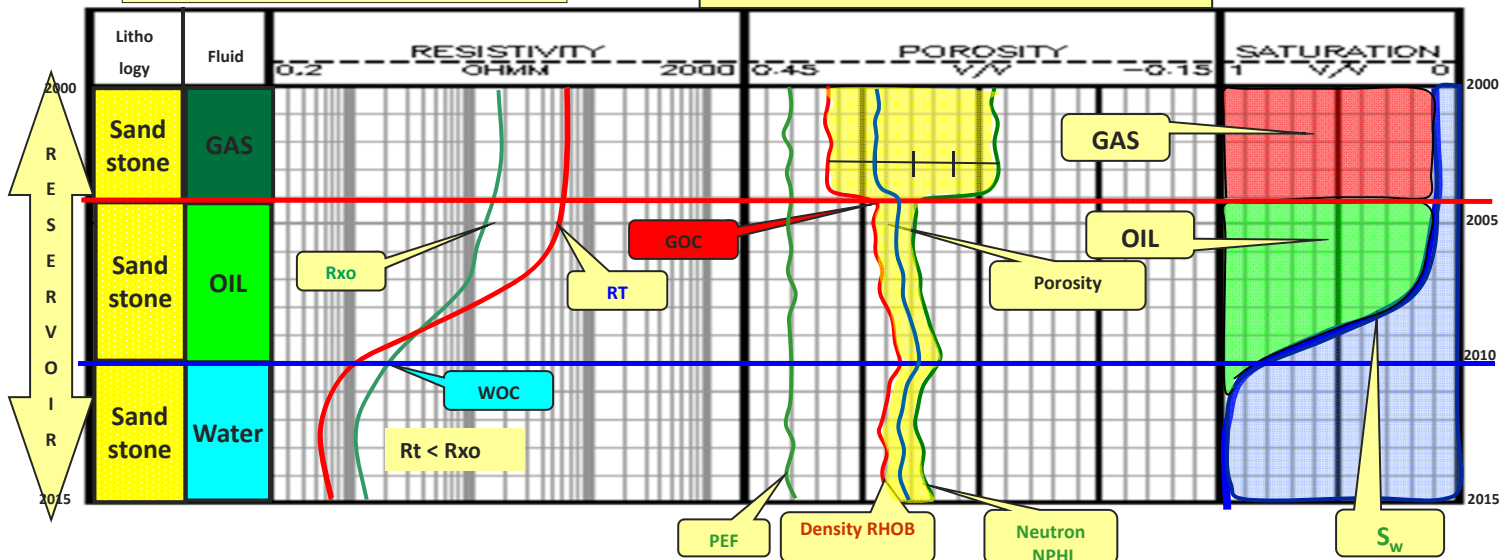 Litho
logy
Fluid
RESISTIVITY
0.2 OHMM 2000
POROSITY
0.45 V/V -0.15
SATURATION
1 V/V 0
2000
2000
R
E
S
E
R
V
O
I
R
Sand
stone
GAS
GAS
GOC
2005
OIL
Sand
stone
OIL
Rxo
RT
Porosity
2010
WOC
Sand
stone
Water
Rt < Rxo
2015
2015
PEF
Density RHOB
Neutron
NPHI
Sw